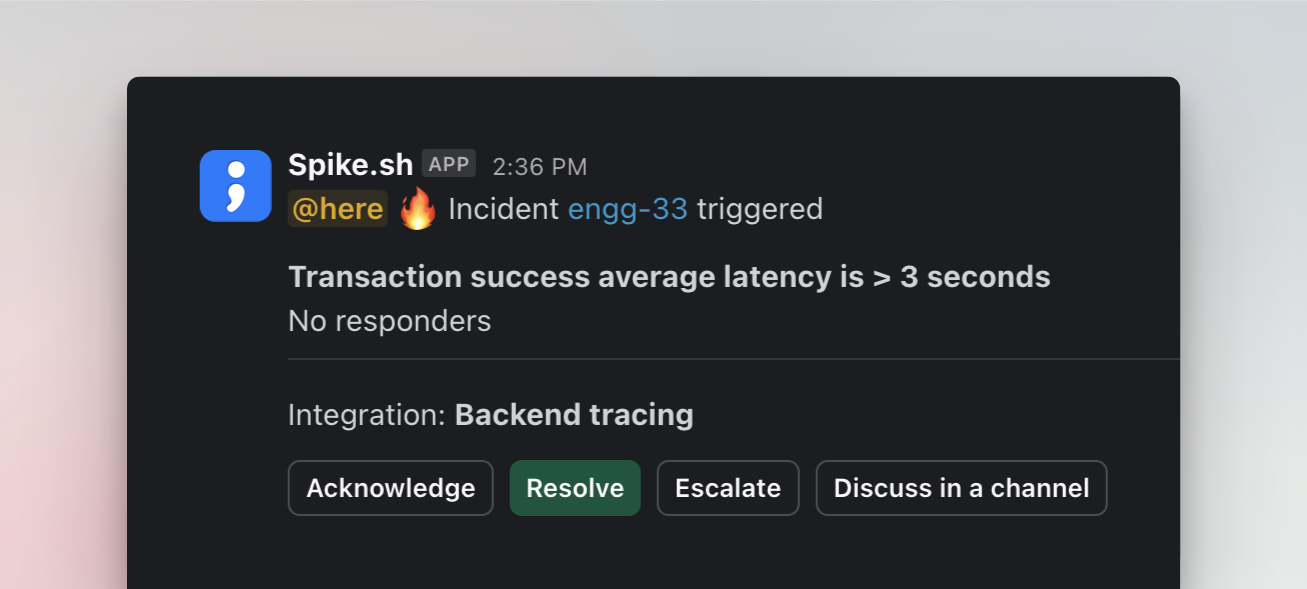 Spike.sh APP 2:36 PM
@here 🔥 Incident engg-33 triggered
Transaction success average latency is > 3 seconds
No responders
Integration: Backend tracing
Acknowledge Resolve Escalate Discuss in a channel